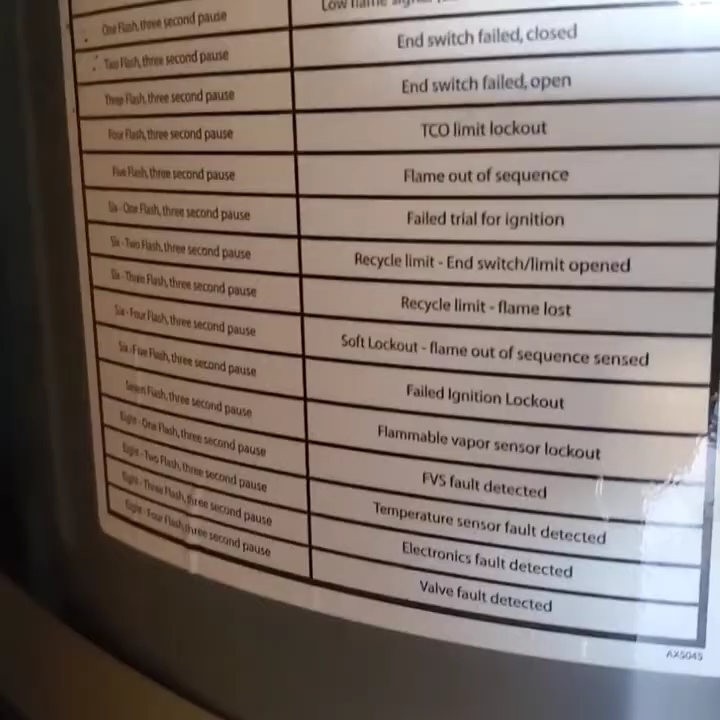 One Flash, three second pause Low flame
Two Flash, three second pause End switch failed, closed
Three Flash, three second pause End switch failed, open
Four Flash, three second pause TCO limit lockout
Five Flash, three second pause Flame out of sequence
Six - One Flash, three second pause Failed trial for ignition
Six - Two Flash, three second pause Recycle limit - End switch/limit opened
Six - Three Flash, three second pause Recycle limit - flame lost
Six - Four Flash, three second pause Soft Lockout - flame out of sequence sensed
Six - Five Flash, three second pause Failed Ignition Lockout
Seven Flash, three second pause Flammable vapor sensor lockout
Eight - One Flash, three second pause FVS fault detected
Eight - Two Flash, three second pause Temperature sensor fault detected
Eight - Three Flash, three second pause Electronics fault detected
Eight - Four Flash, three second pause Valve fault detected
AX5045